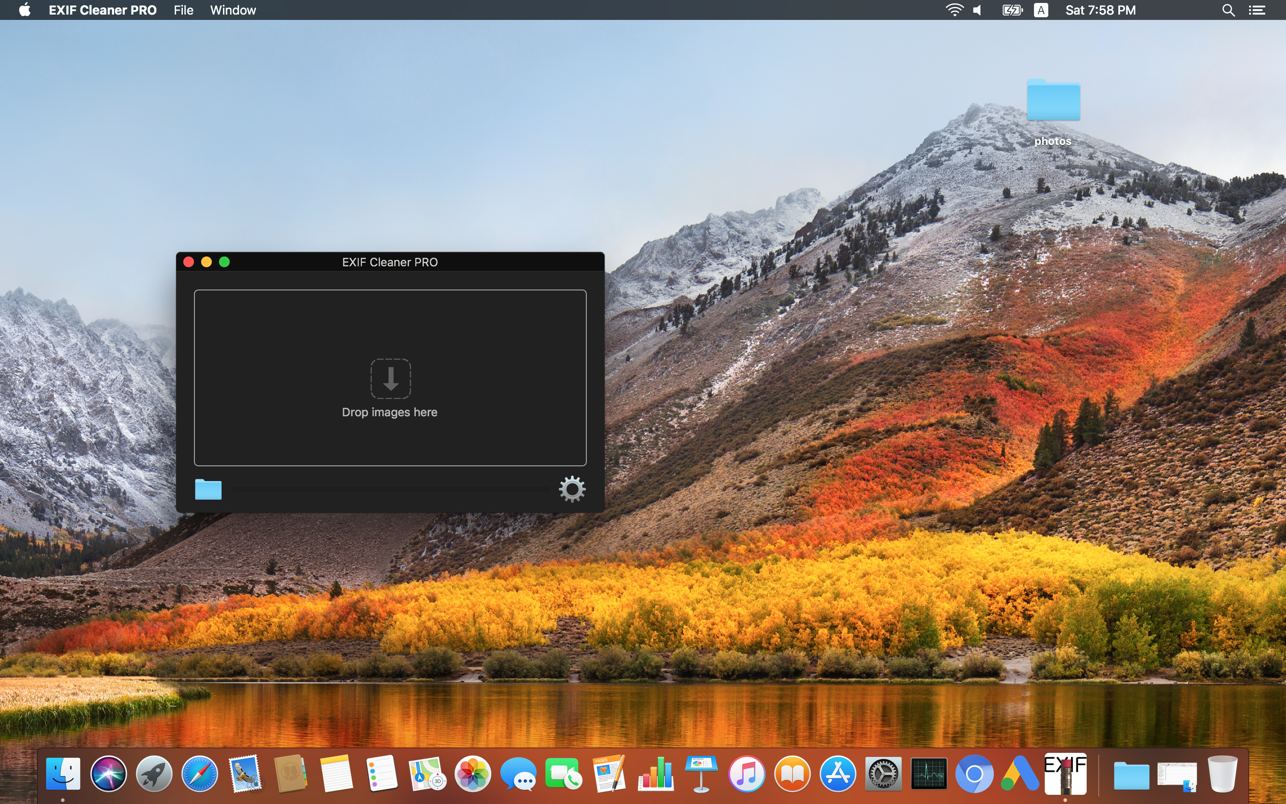 EXIF Cleaner PRO File Window A Sat 7:58 PM
photos
EXIF Cleaner PRO
Drop images here
EXIF